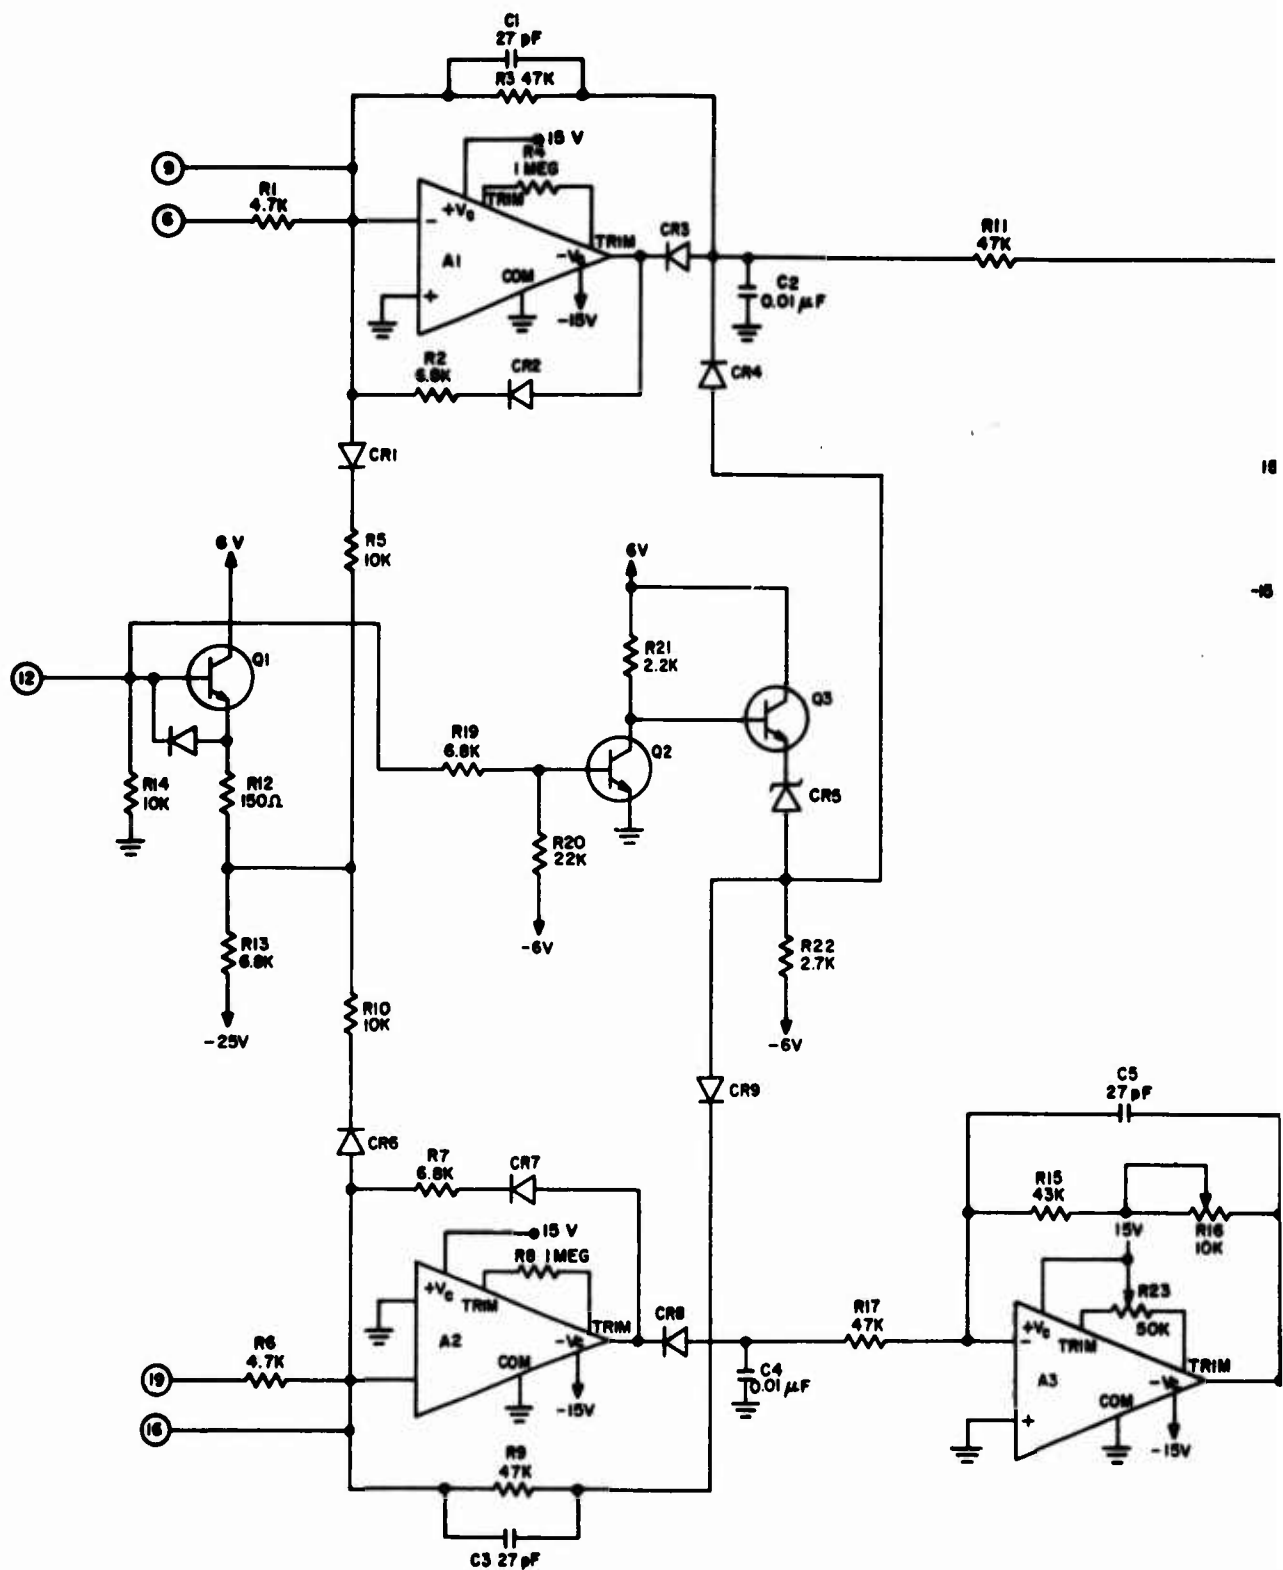 C1
27 pF
R3 47K
15 V
R4
1 MEG
TRIM
9
R1
4.7K
6
+Vc
−
TRIM
CR3
R11
47K
A1
−Vc
COM
C2
0.01 µF
+
−15V
R2
6.8K
CR2
CR4
CR1
15
R5
10K
6 V
6V
-15
R21
2.2K
12
Q1
Q3
R19
6.8K
Q2
R14
10K
R12
150Ω
CR5
R20
22K
R13
6.8K
−6V
R22
2.7K
R10
10K
−25V
−6V
CR9
C5
27 pF
CR6
R7
6.8K
CR7
R15
43K
15 V
15V
R16
10K
R8 1 MEG
+Vc
TRIM
TRIM
CR8
R17
47K
R23
50K
+Vc
−
TRIM
A2
−Vc
R6
4.7K
COM
C4
0.01 µF
TRIM
19
A3
−Vc
−15V
COM
16
+
−15V
R9
47K
C3 27 pF